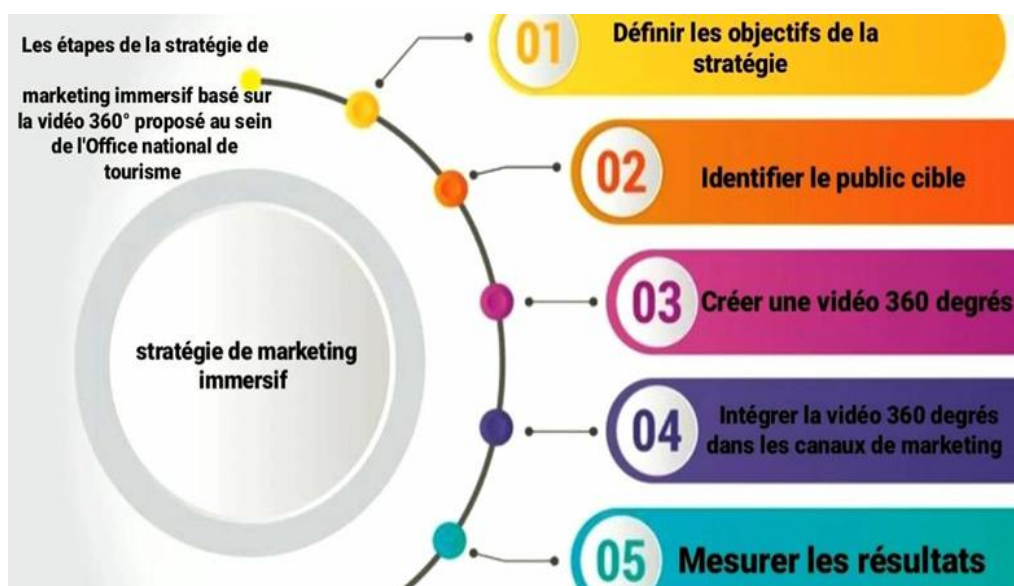 Les étapes de la stratégie de
marketing immersif basé sur
la vidéo 360° proposé au sein
de l'Office national de
tourisme
stratégie de marketing
immersif
01
Définir les objectifs de la
stratégie
02
Identifier le public cible
03
Créer une vidéo 360 degrés
04
Intégrer la vidéo 360 degrés
dans les canaux de marketing
05
Mesurer les résultats